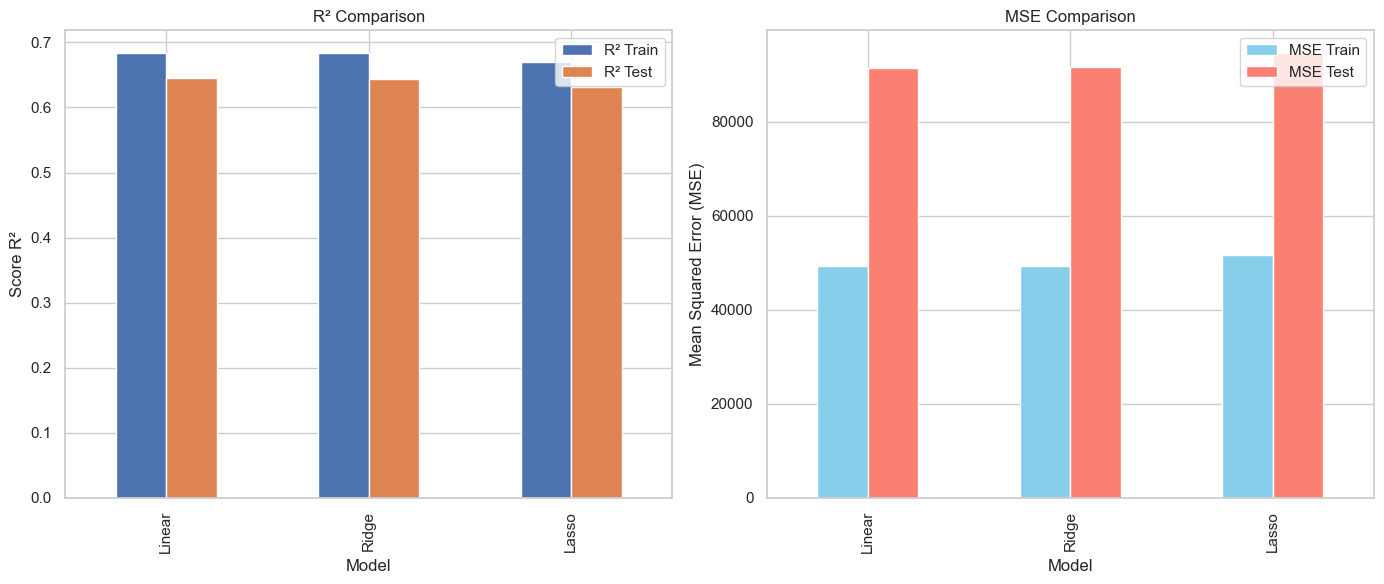 R² Comparison
0.7
0.6
0.5
0.4
0.3
0.2
0.1
0.0
Score R²
R² Train
R² Test
Linear
Ridge
Lasso
Model
MSE Comparison
80000
60000
40000
20000
0
Mean Squared Error (MSE)
MSE Train
MSE Test
Linear
Ridge
Lasso
Model